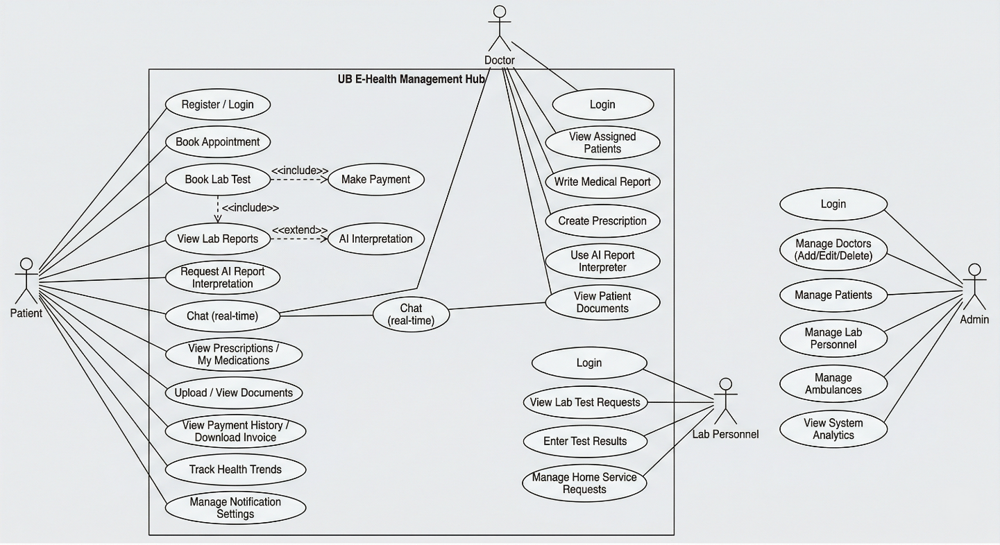 Doctor
UB E-Health Management Hub
Register / Login
Book Appointment
Book Lab Test
<<include>>
Make Payment
<<include>>
View Lab Reports
<<extend>>
AI Interpretation
Request AI Report
Interpretation
Chat (real-time)
Chat
(real-time)
View Prescriptions /
My Medications
Upload / View Documents
View Payment History /
Download Invoice
Track Health Trends
Manage Notification
Settings
Patient
Login
View Assigned
Patients
Write Medical Report
Create Prescription
Use AI Report
Interpreter
View Patient
Documents
Login
View Lab Test Requests
Enter Test Results
Manage Home Service
Requests
Lab Personnel
Login
Manage Doctors
(Add/Edit/Delete)
Manage Patients
Manage Lab
Personnel
Manage
Ambulances
View System
Analytics
Admin